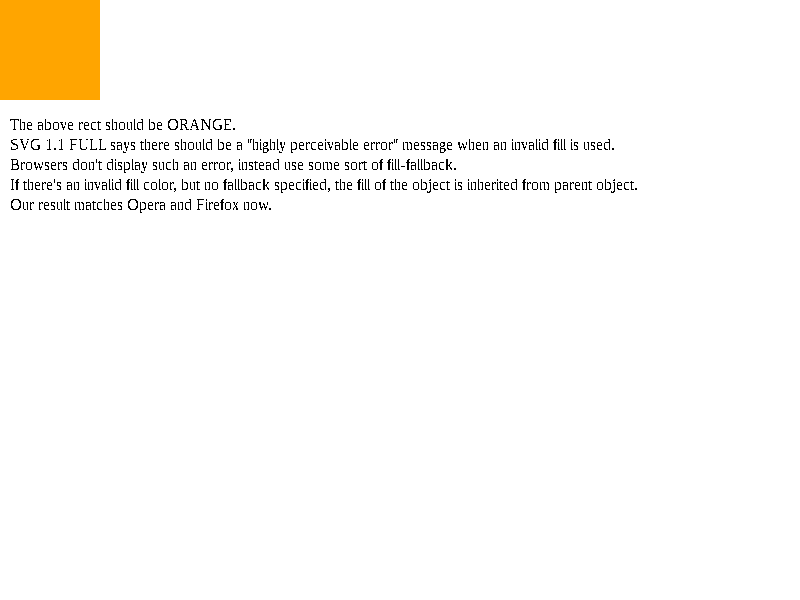 The above rect should be ORANGE.
SVG 1.1 FULL says there should be a "highly perceivable error" message when an invalid fill is used.
Browsers don't display such an error, instead use some sort of fill-fallback.
If there's an invalid fill color, but no fallback specified, the fill of the object is inherited from parent object.
Our result matches Opera and Firefox now.